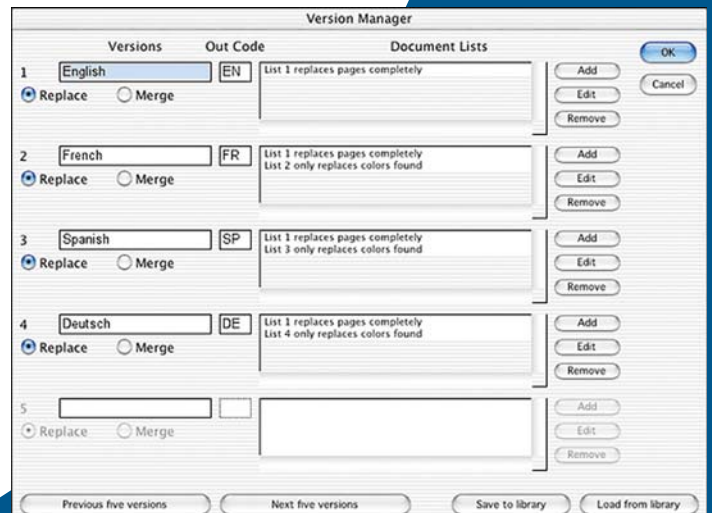 Version Manager
Versions Out Code Document Lists
OK
Cancel
1 English EN List 1 replaces pages completely Add
Replace Merge Edit
Remove
2 French FR List 1 replaces pages completely Add
List 2 only replaces colors found
Replace Merge Edit
Remove
3 Spanish SP List 1 replaces pages completely Add
List 3 only replaces colors found
Replace Merge Edit
Remove
4 Deutsch DE List 1 replaces pages completely Add
List 4 only replaces colors found
Replace Merge Edit
Remove
5 Add
Replace Merge Edit
Remove
Previous five versions Next five versions Save to library Load from library